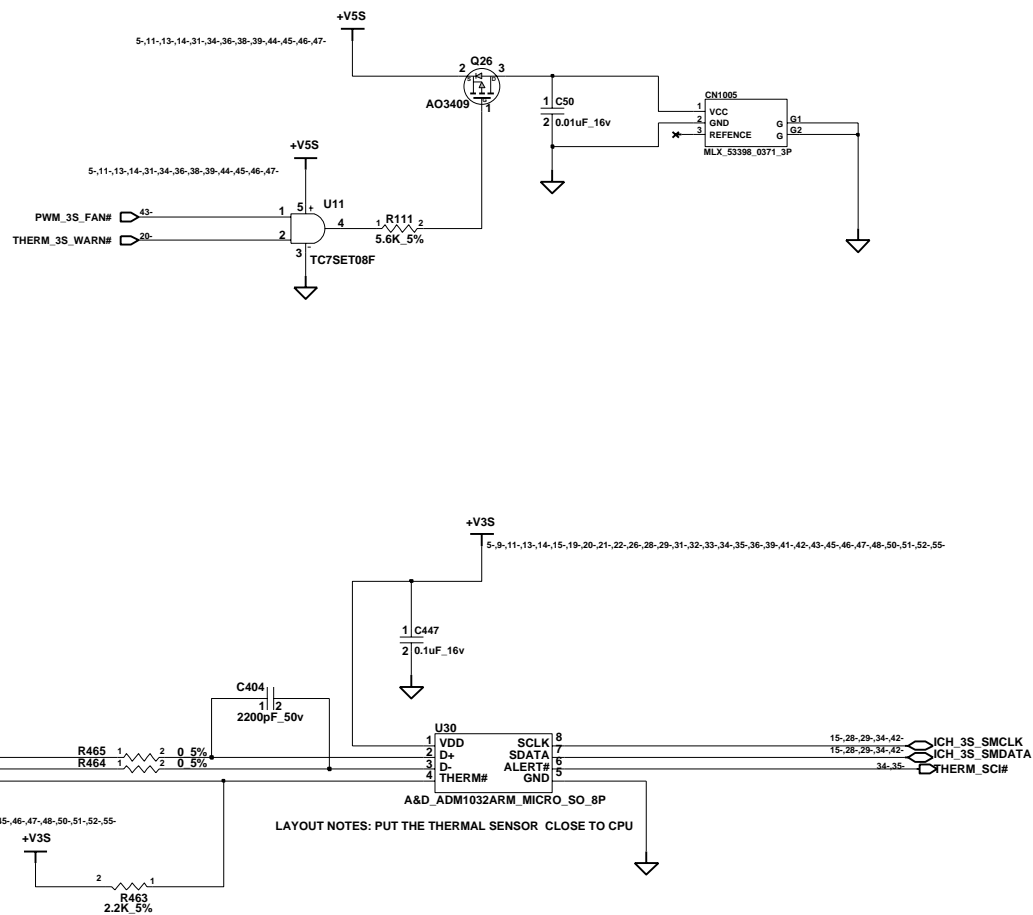 +V5S
5-,11-,13-,14-,31-,34-,36-,38-,39-,44-,45-,46-,47-
Q26
2 3
S D
G
1
AO3409
1 C50
2 0.01uF_16v
CN1005
1 VCC
2 GND
3 REFENCE
G G1
G G2
MLX_53398_0371_3P
+V5S
5-,11-,13-,14-,31-,34-,36-,38-,39-,44-,45-,46-,47-
U11
5 +
PWM_3S_FAN# 43- 1
4
1 R111 2
5.6K_5%
THERM_3S_WARN# 20- 2
3 -
TC7SET08F
+V3S
5-,9-,11-,13-,14-,15-,19-,20-,21-,22-,26-,28-,29-,31-,32-,33-,34-,35-,36-,39-,41-,42-,43-,45-,46-,47-,48-,50-,51-,52-,55-
1 C447
2 0.1uF_16v
C404
1 2
2200pF_50v
U30
R465 1 2 0_5%
R464 1 2 0_5%
1 VDD SCLK 8
2 D+ SDATA 7
3 D- ALERT# 6
4 THERM# GND 5
15-,28-,29-,34-,42- ICH_3S_SMCLK
15-,28-,29-,34-,42- ICH_3S_SMDATA
34-,35- THERM_SCI#
A&D_ADM1032ARM_MICRO_SO_8P
LAYOUT NOTES: PUT THE THERMAL SENSOR CLOSE TO CPU
45-,46-,47-,48-,50-,51-,52-,55-
+V3S
2 1
R463
2.2K_5%